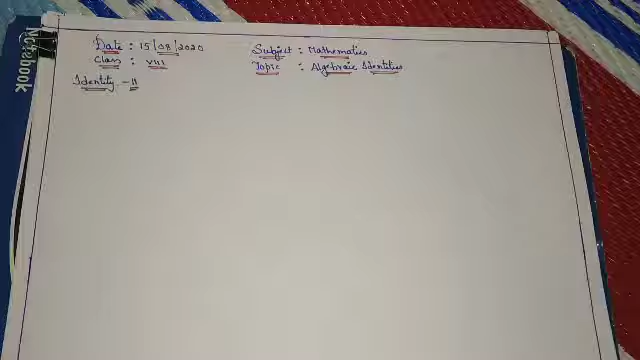 Notebook
Date : 15/08/2020 Subject : Mathematics
Class : VIII Topic : Algebraic Identities
Identity - II